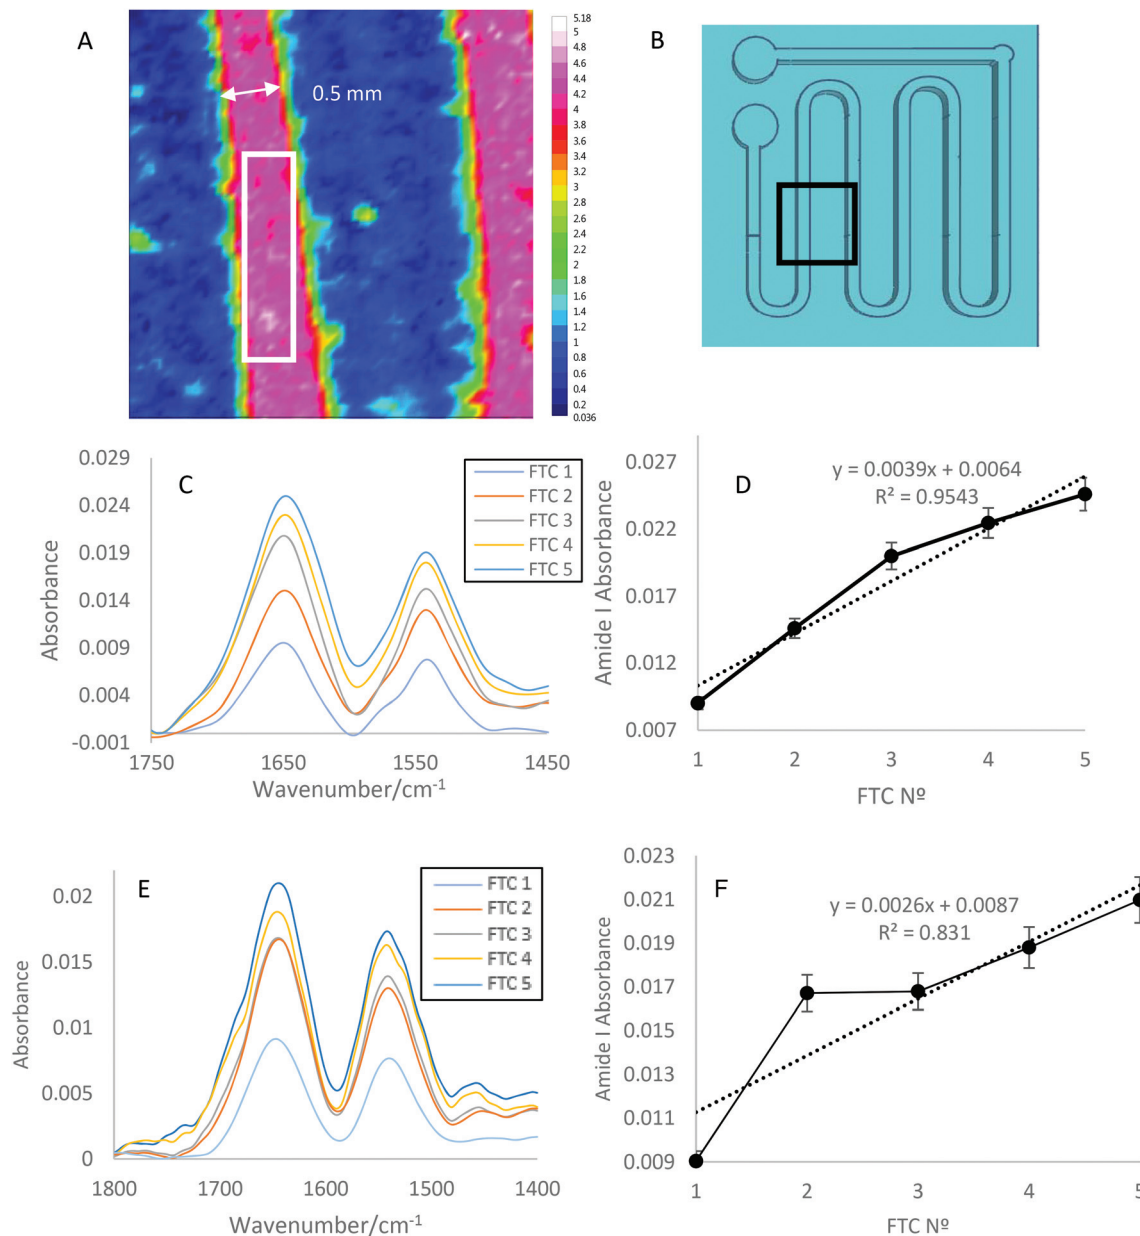 A
0.5 mm
5.18
5
4.8
4.6
4.4
4.2
4
3.8
3.6
3.4
3.2
3
2.8
2.6
2.4
2.2
2
1.8
1.6
1.4
1.2
1
0.8
0.6
0.4
0.2
0.036
B
C
0.029
0.024
0.019
0.014
0.009
0.004
-0.001
Absorbance
1750
1650
1550
1450
Wavenumber/cm⁻¹
FTC 1
FTC 2
FTC 3
FTC 4
FTC 5
D
y = 0.0039x + 0.0064
R² = 0.9543
0.027
0.022
0.017
0.012
0.007
Amide I Absorbance
1
2
3
4
5
FTC Nº
E
0.02
0.015
0.01
0.005
0
Absorbance
1800
1700
1600
1500
1400
Wavenumber/cm⁻¹
FTC 1
FTC 2
FTC 3
FTC 4
FTC 5
F
y = 0.0026x + 0.0087
R² = 0.831
0.023
0.021
0.019
0.017
0.015
0.013
0.011
0.009
Amide I Absorbance
1
2
3
4
5
FTC Nº